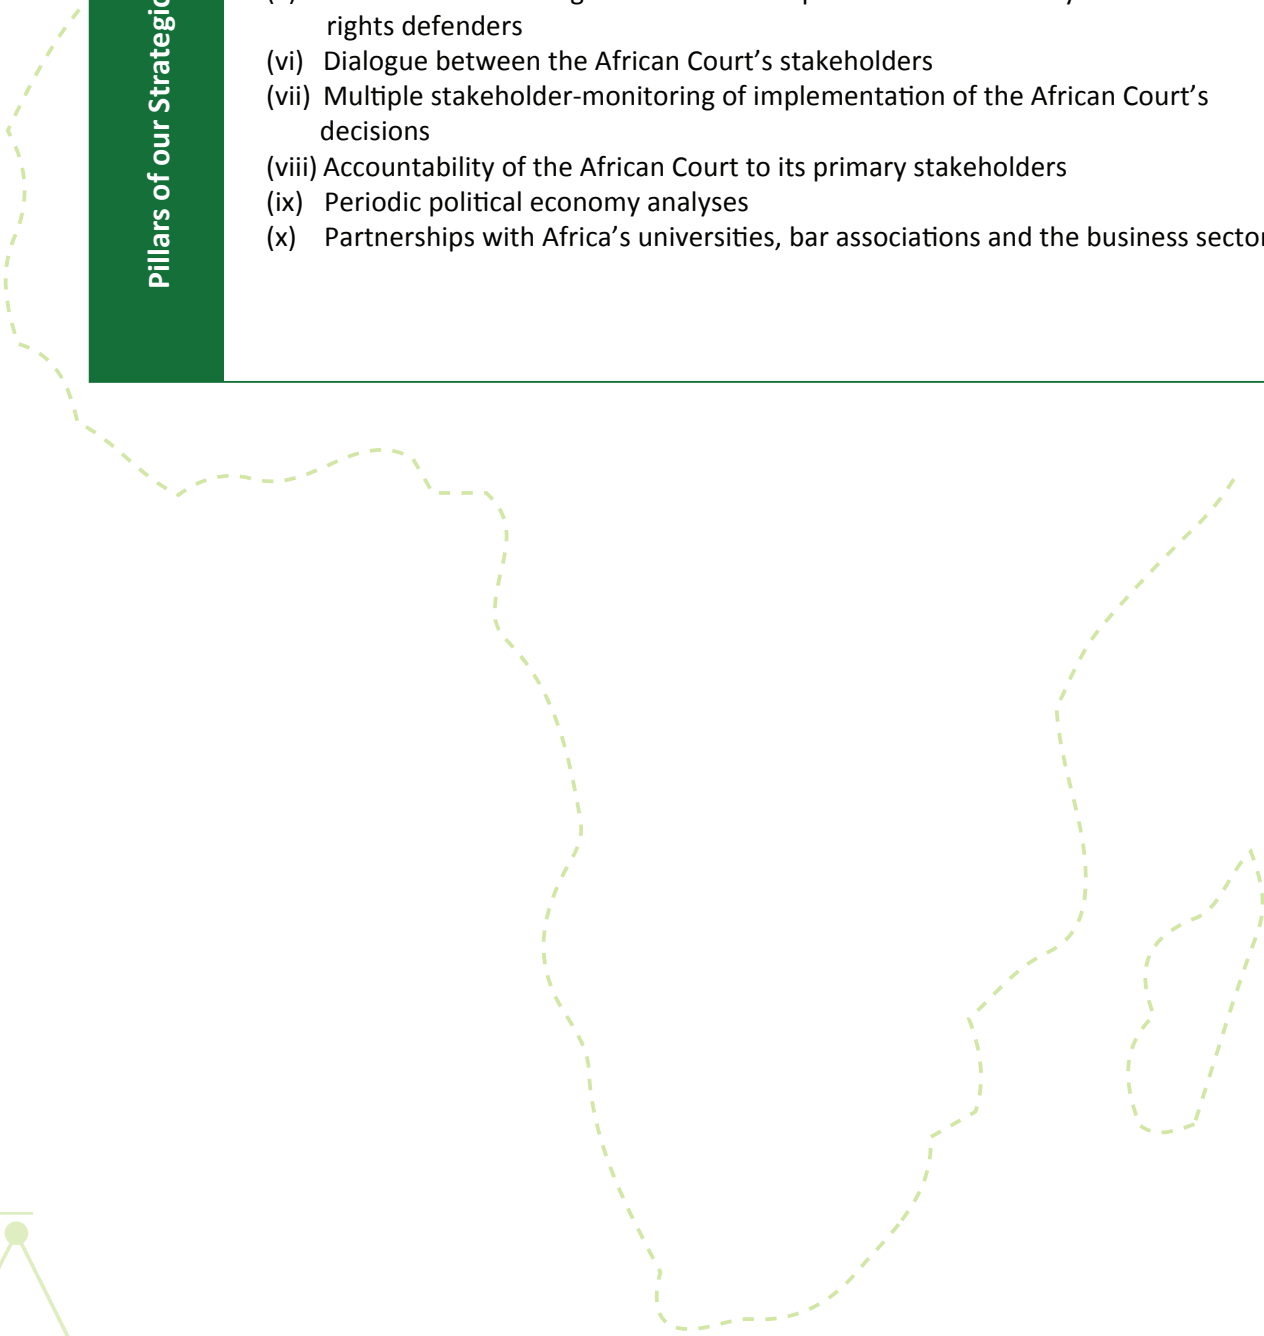 Pillars of our Strategic
rights defenders
(vi) Dialogue between the African Court’s stakeholders
(vii) Multiple stakeholder-monitoring of implementation of the African Court’s
decisions
(viii) Accountability of the African Court to its primary stakeholders
(ix) Periodic political economy analyses
(x) Partnerships with Africa’s universities, bar associations and the business sector